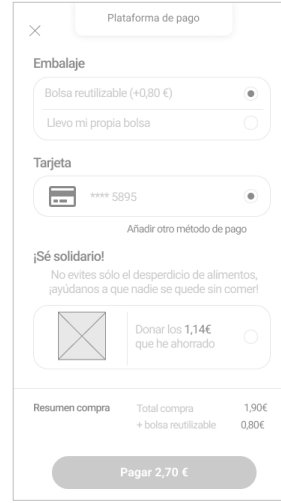 Plataforma de pago
Embalaje
Bolsa reutilizable (+0,80 €)
Llevo mi propia bolsa
Tarjeta
**** 5895
Añadir otro método de pago
¡Sé solidario!
No evites sólo el desperdicio de alimentos,
¡ayúdanos a que nadie se quede sin comer!
Donar los 1,14€
que he ahorrado
Resumen compra Total compra 1,90€
+ bolsa reutilizable 0,80€
Pagar 2,70 €